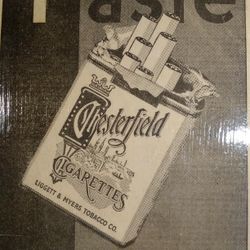 Taste
Chesterfield
CIGARETTES
LIGGETT & MYERS TOBACCO CO.